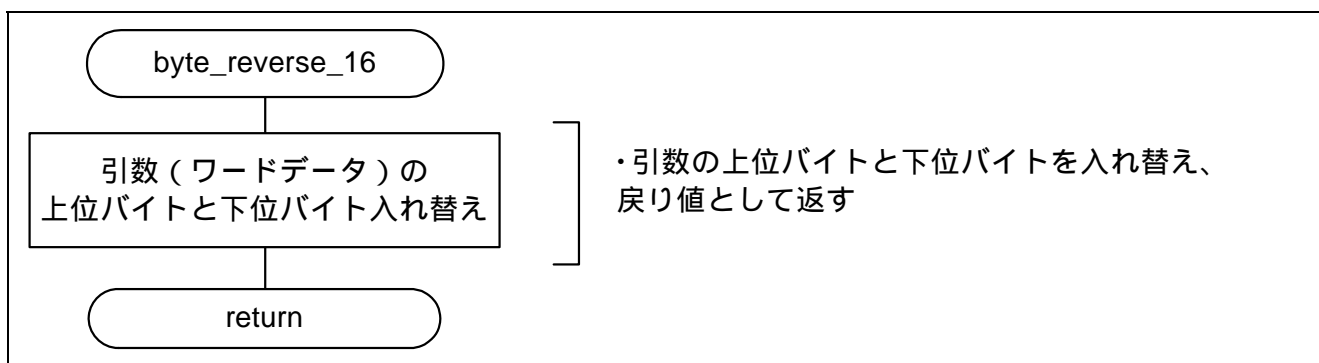 byte_reverse_16
引数(ワードデータ)の
上位バイトと下位バイト入れ替え
・引数の上位バイトと下位バイトを入れ替え、
戻り値として返す
return